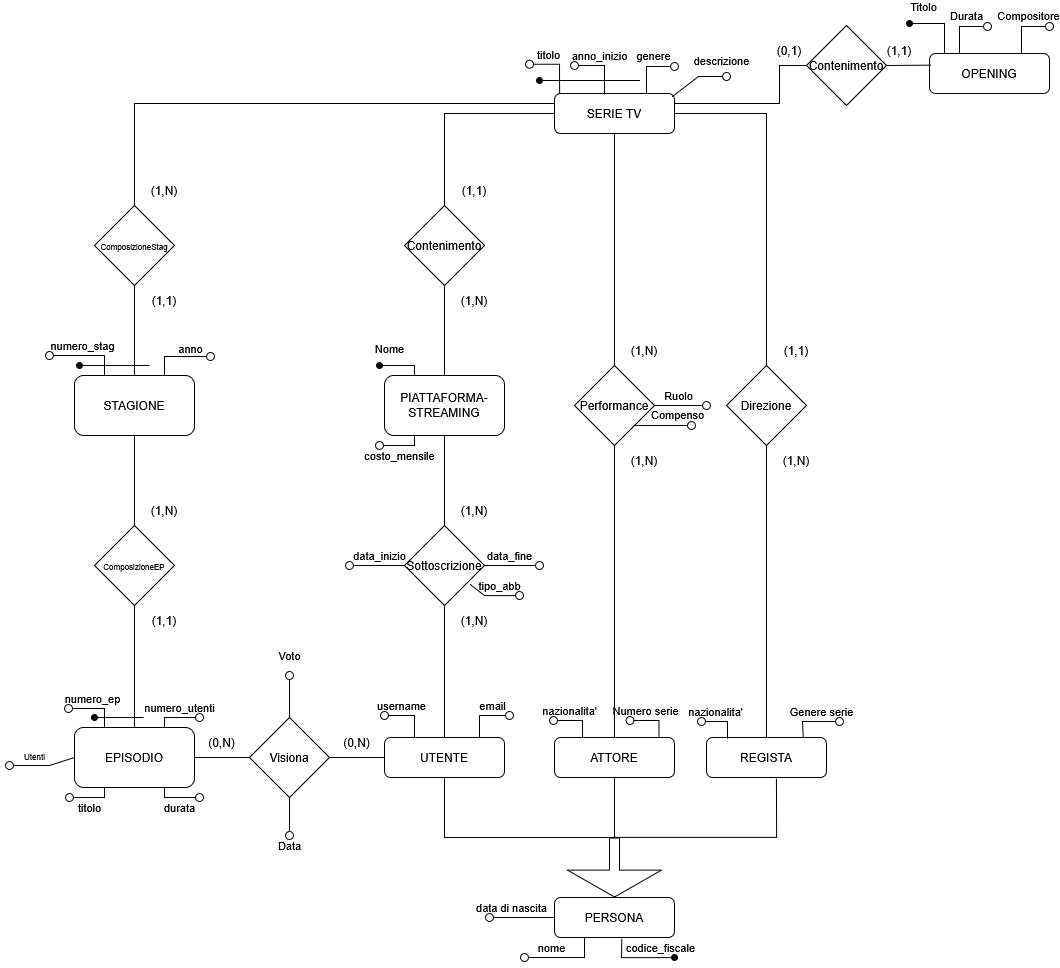 Titolo
Durata
Compositore
(0,1)
Contenimento
(1,1)
OPENING
titolo
anno_inizio
genere
descrizione
SERIE TV
(1,N)
(1,1)
ComposizioneStag
Contenimento
(1,1)
(1,N)
numero_stag
anno
Nome
(1,N)
(1,1)
STAGIONE
PIATTAFORMA-
STREAMING
Performance
Ruolo
Compenso
Direzione
costo_mensile
(1,N)
(1,N)
(1,N)
(1,N)
ComposizioneEP
data_inizio
Sottoscrizione
data_fine
tipo_abb
(1,1)
(1,N)
Voto
numero_ep
numero_utenti
username
email
nazionalita'
Numero serie
nazionalita'
Genere serie
(0,N)
(0,N)
Utenti
EPISODIO
Visiona
UTENTE
ATTORE
REGISTA
titolo
durata
Data
data di nascita
PERSONA
nome
codice_fiscale